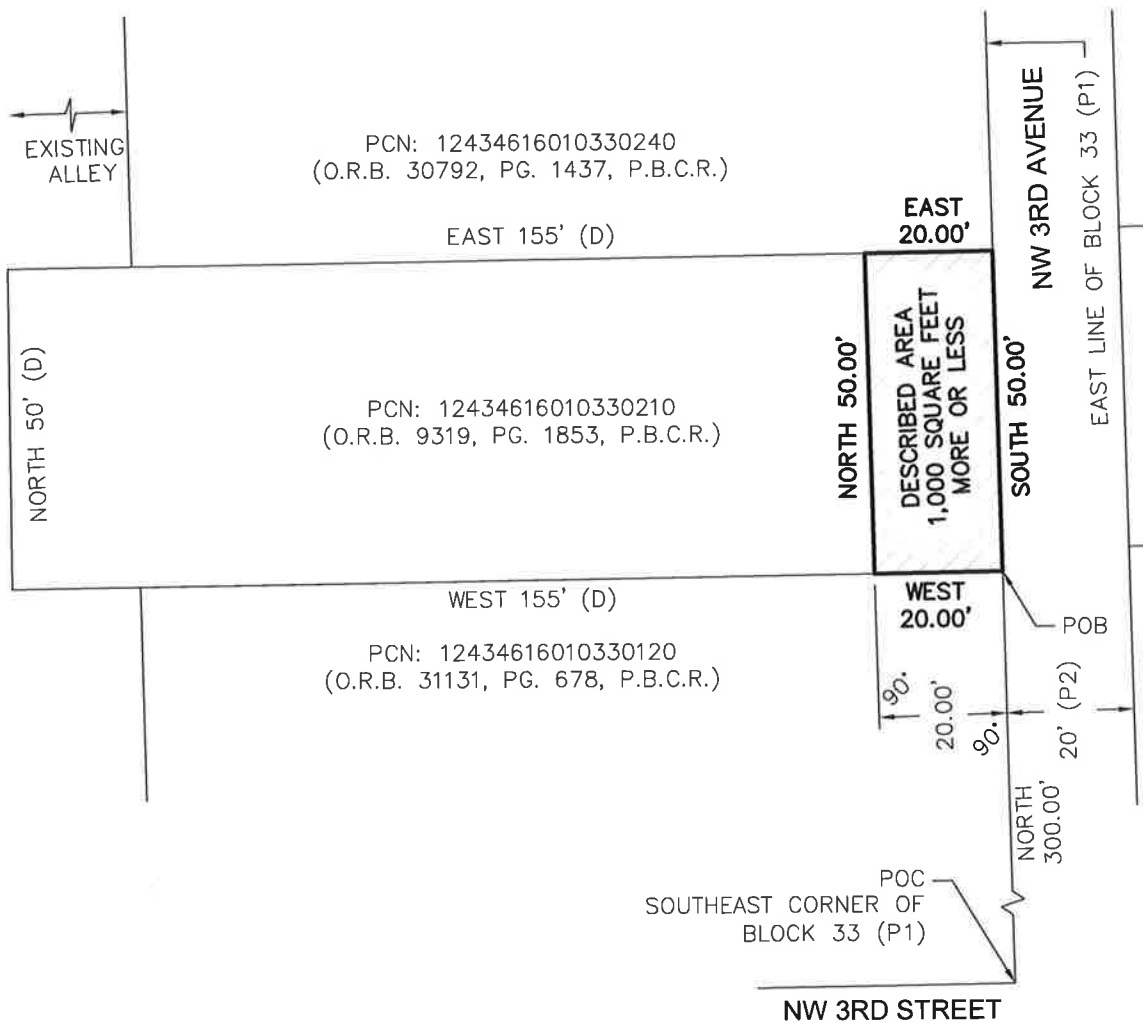 EXISTING
ALLEY
PCN: 12434616010330240
(O.R.B. 30792, PG. 1437, P.B.C.R.)
NW 3RD AVENUE
EAST LINE OF BLOCK 33 (P1)
EAST 155' (D)
EAST
20.00'
NORTH 50' (D)
PCN: 12434616010330210
(O.R.B. 9319, PG. 1853, P.B.C.R.)
NORTH 50.00'
DESCRIBED AREA
1,000 SQUARE FEET
MORE OR LESS
SOUTH 50.00'
WEST 155' (D)
WEST
20.00'
POB
PCN: 12434616010330120
(O.R.B. 31131, PG. 678, P.B.C.R.)
90.
20.00'
90.
20' (P2)
NORTH
300.00'
POC
SOUTHEAST CORNER OF
BLOCK 33 (P1)
NW 3RD STREET